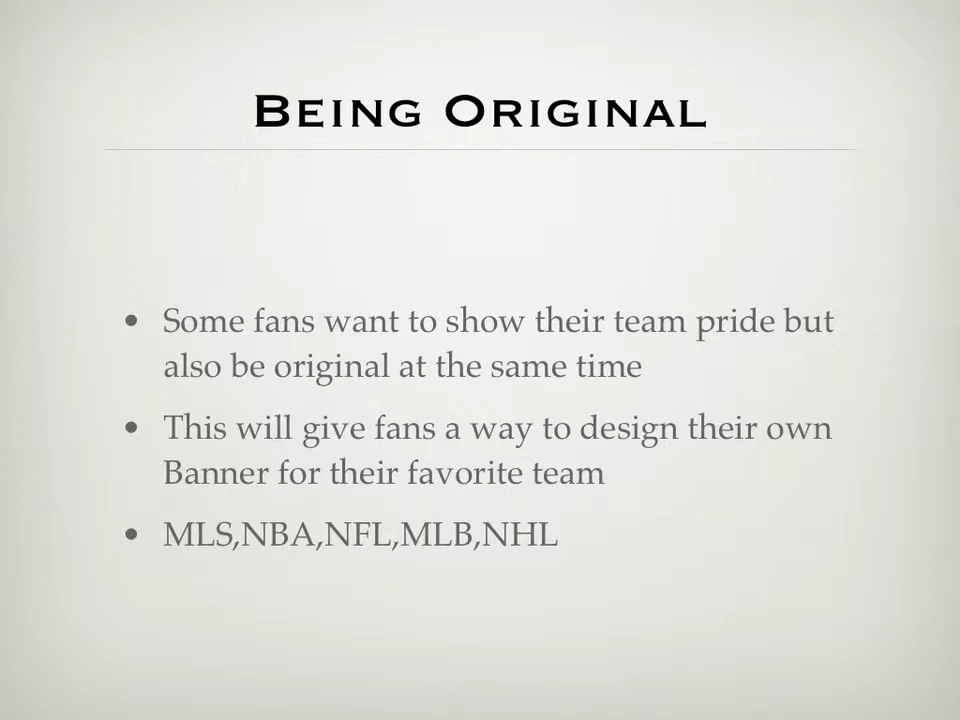 Being Original
• Some fans want to show their team pride but
also be original at the same time
• This will give fans a way to design their own
Banner for their favorite team
• MLS,NBA,NFL,MLB,NHL